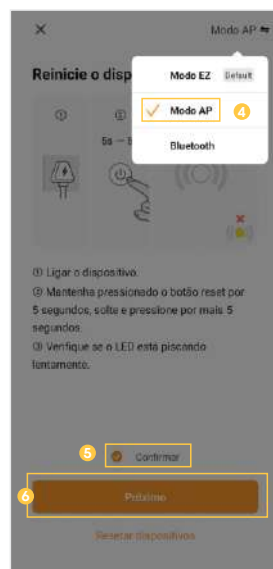 Modo AP
Reinicie o disp
Modo EZ Default
Modo AP 4
Bluetooth
① ②
5s —
① Ligar o dispositivo.
② Mantenha pressionado o botão reset por
5 segundos, solte e pressione por mais 5
segundos.
③ Verifique se o LED está piscando
lentamente.
5 Confirmar
6 Próximo
Resetar dispositivos